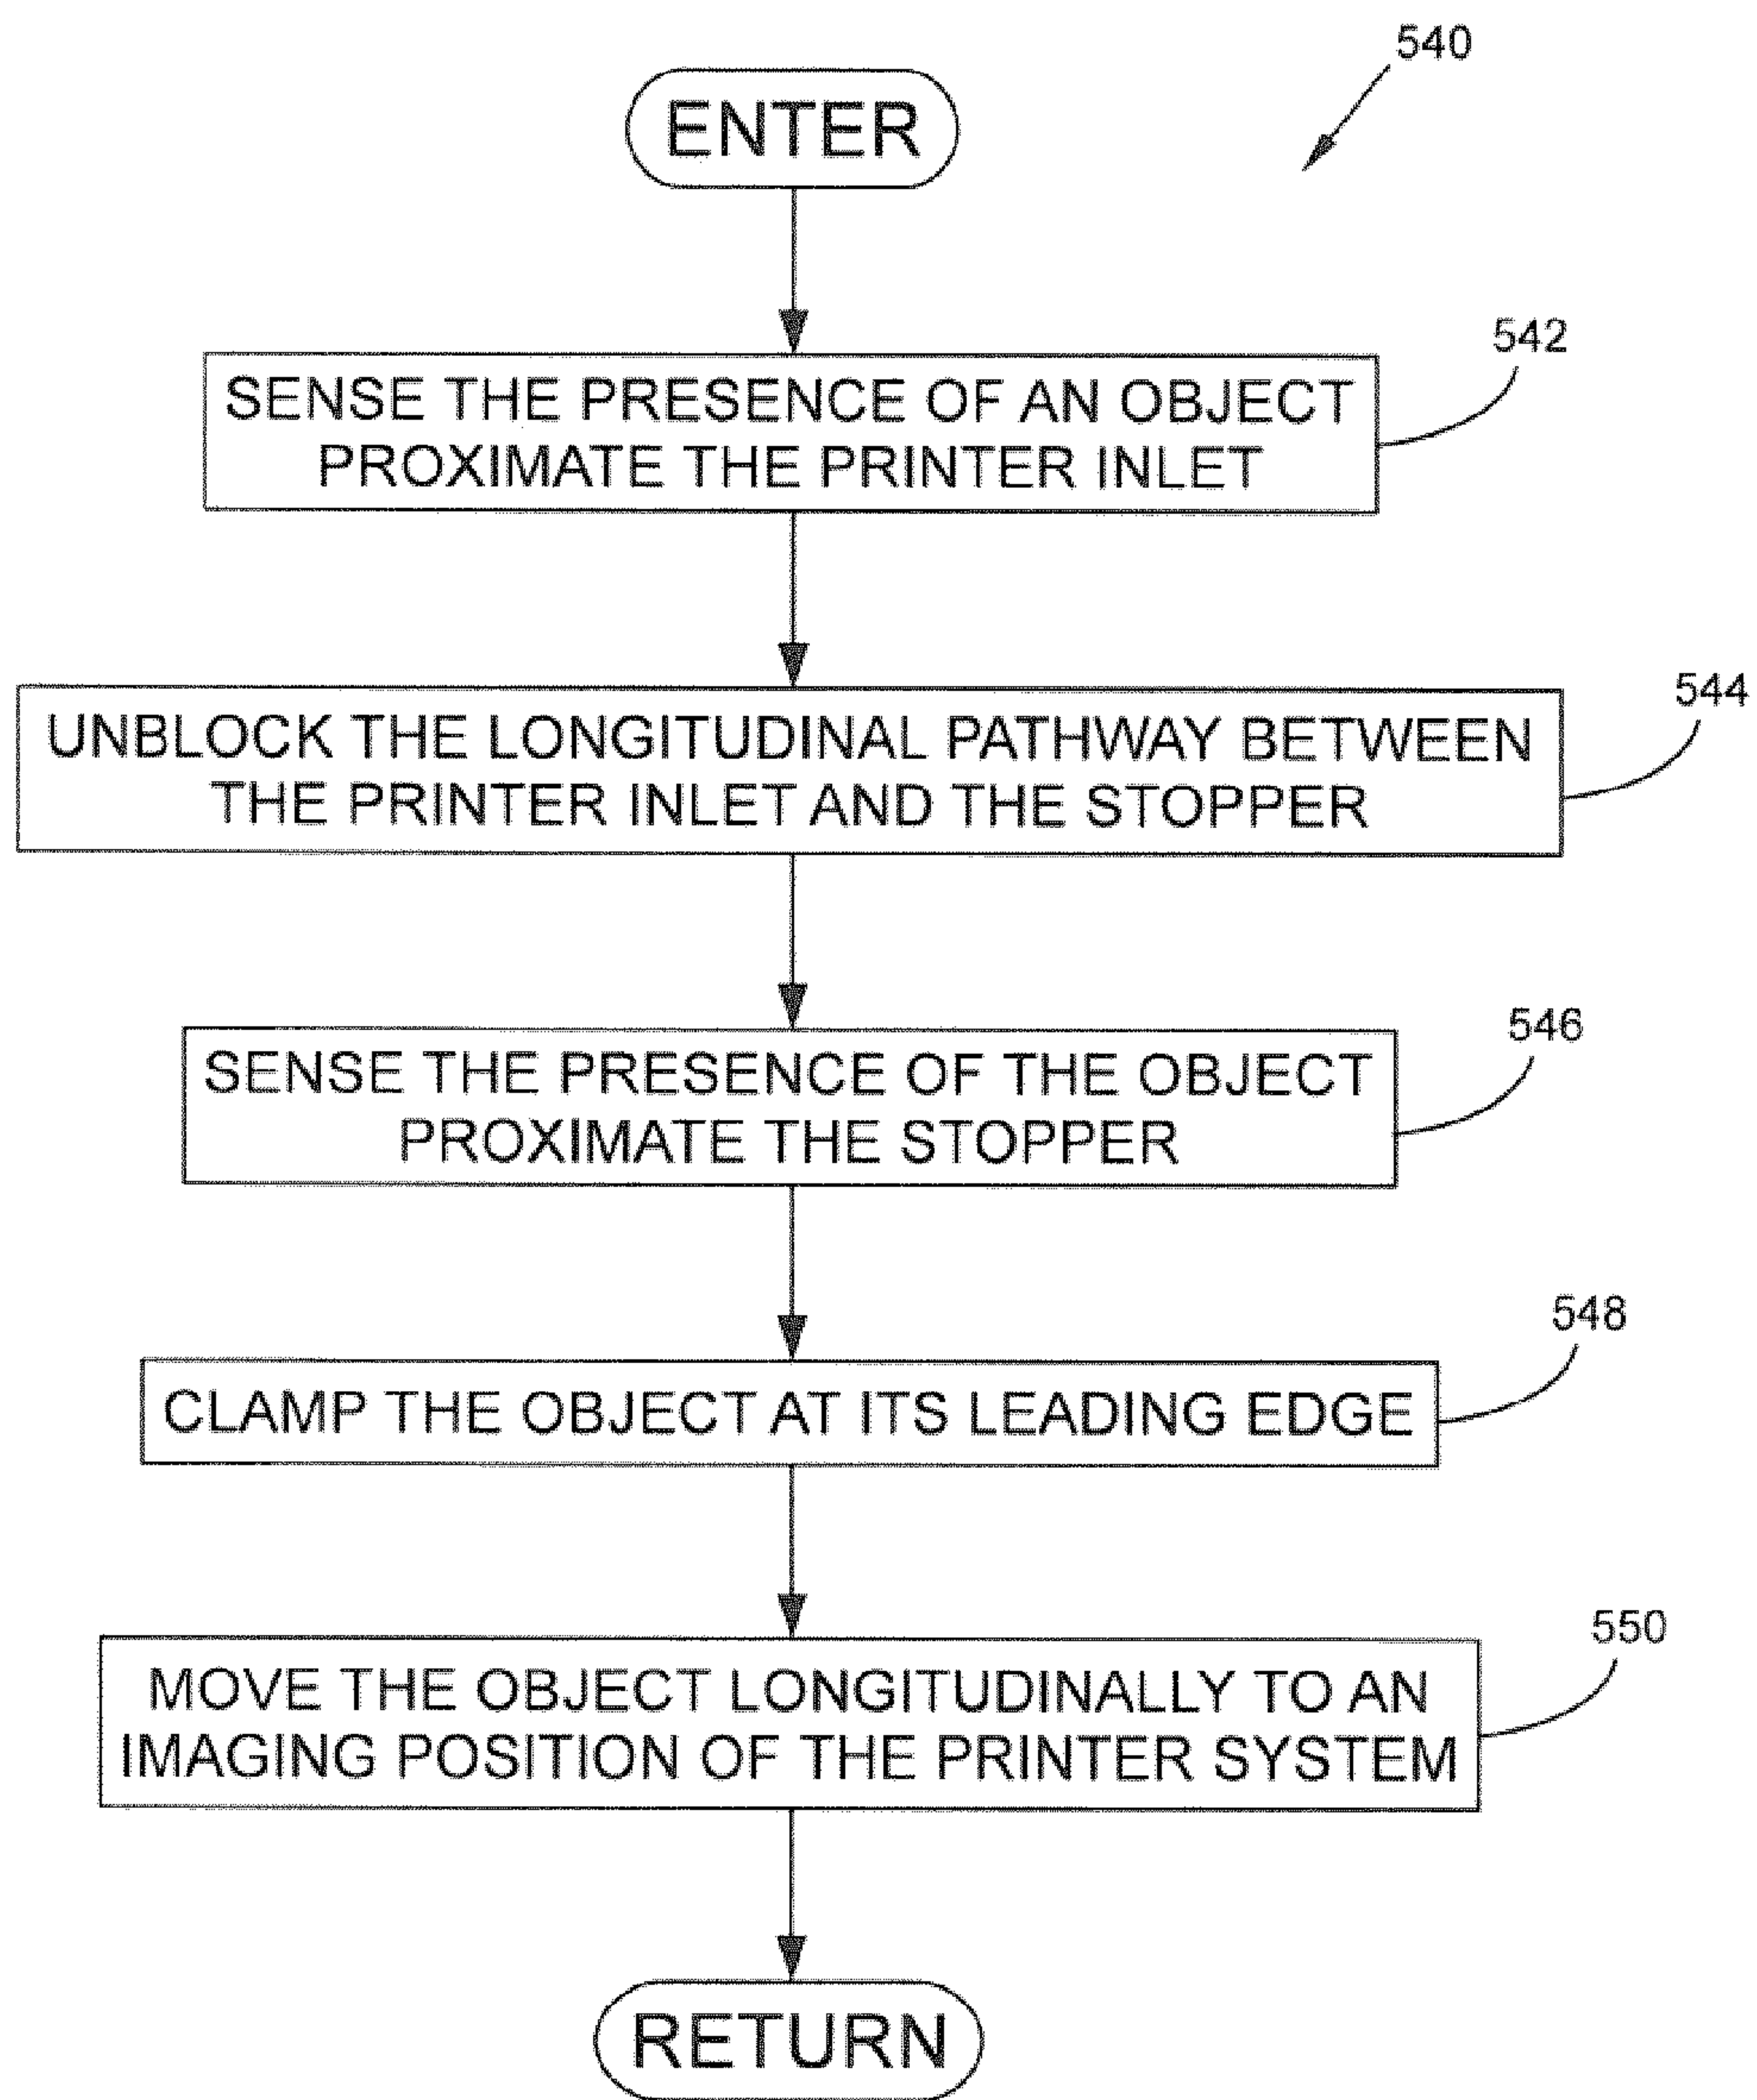 540
ENTER
542
SENSE THE PRESENCE OF AN OBJECT
PROXIMATE THE PRINTER INLET
544
UNBLOCK THE LONGITUDINAL PATHWAY BETWEEN
THE PRINTER INLET AND THE STOPPER
546
SENSE THE PRESENCE OF THE OBJECT
PROXIMATE THE STOPPER
548
CLAMP THE OBJECT AT ITS LEADING EDGE
550
MOVE THE OBJECT LONGITUDINALLY TO AN
IMAGING POSITION OF THE PRINTER SYSTEM
RETURN